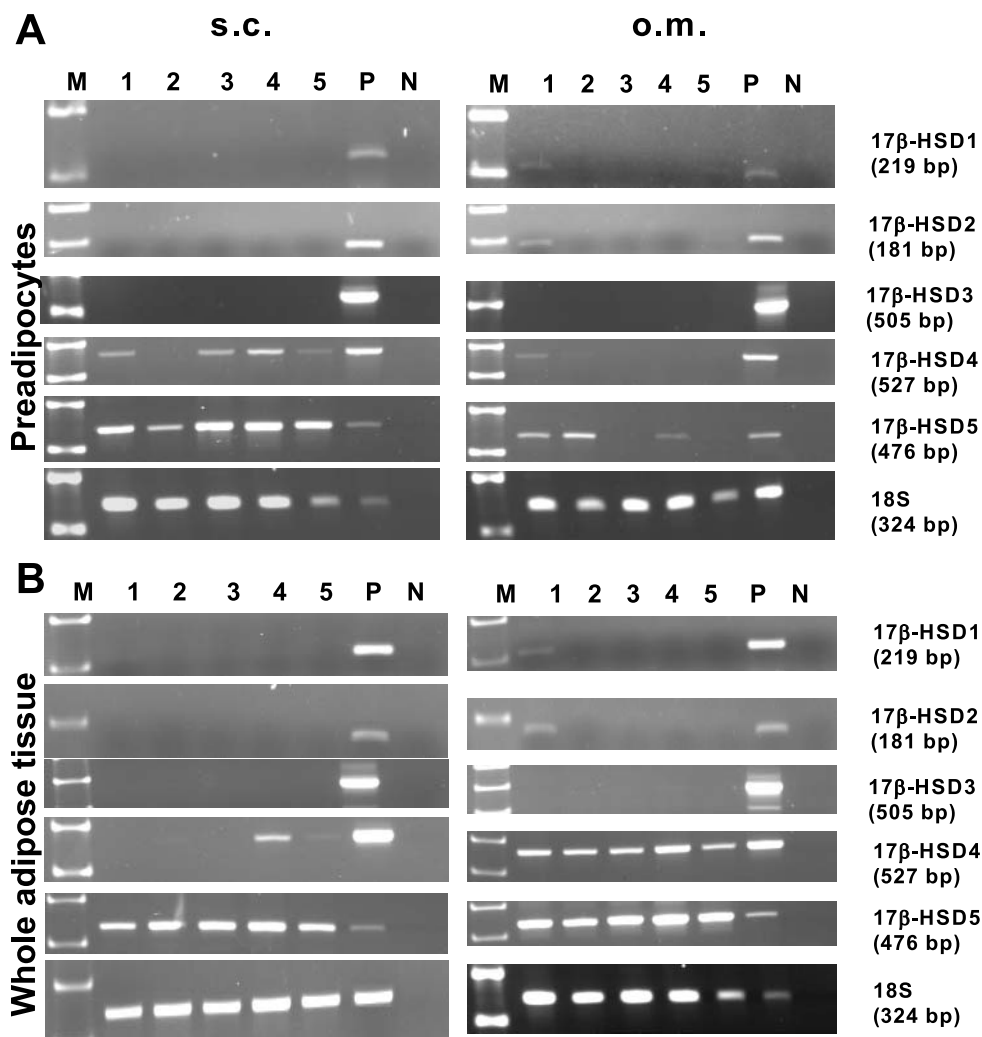 A
s.c.
o.m.
M 1 2 3 4 5 P N
M 1 2 3 4 5 P N
Preadipocytes
17β-HSD1
(219 bp)
17β-HSD2
(181 bp)
17β-HSD3
(505 bp)
17β-HSD4
(527 bp)
17β-HSD5
(476 bp)
18S
(324 bp)
B
M 1 2 3 4 5 P N
M 1 2 3 4 5 P N
Whole adipose tissue
17β-HSD1
(219 bp)
17β-HSD2
(181 bp)
17β-HSD3
(505 bp)
17β-HSD4
(527 bp)
17β-HSD5
(476 bp)
18S
(324 bp)